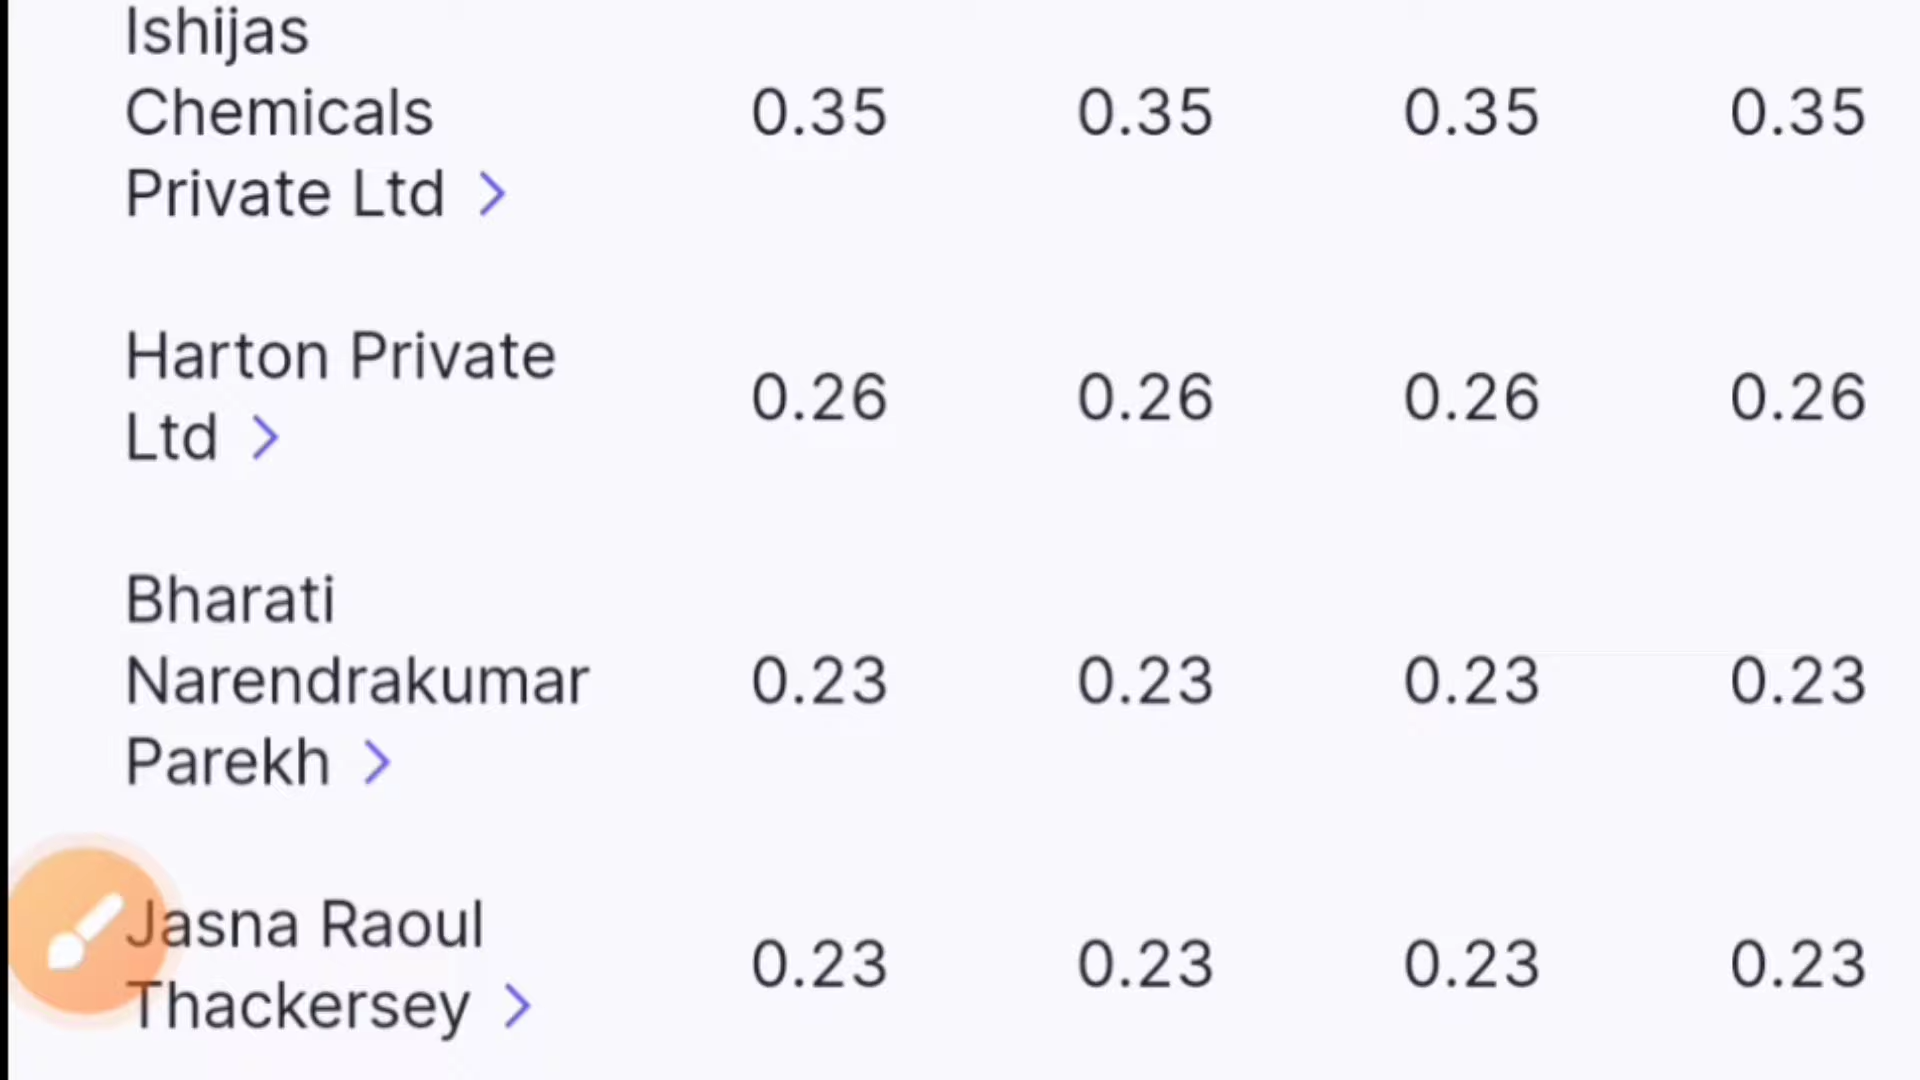 Ishijas
Chemicals 0.35 0.35 0.35 0.35
Private Ltd >
Harton Private
0.26 0.26 0.26 0.26
Ltd >
Bharati
Narendrakumar 0.23 0.23 0.23 0.23
Parekh >
Jasna Raoul
0.23 0.23 0.23 0.23
Thackersey >